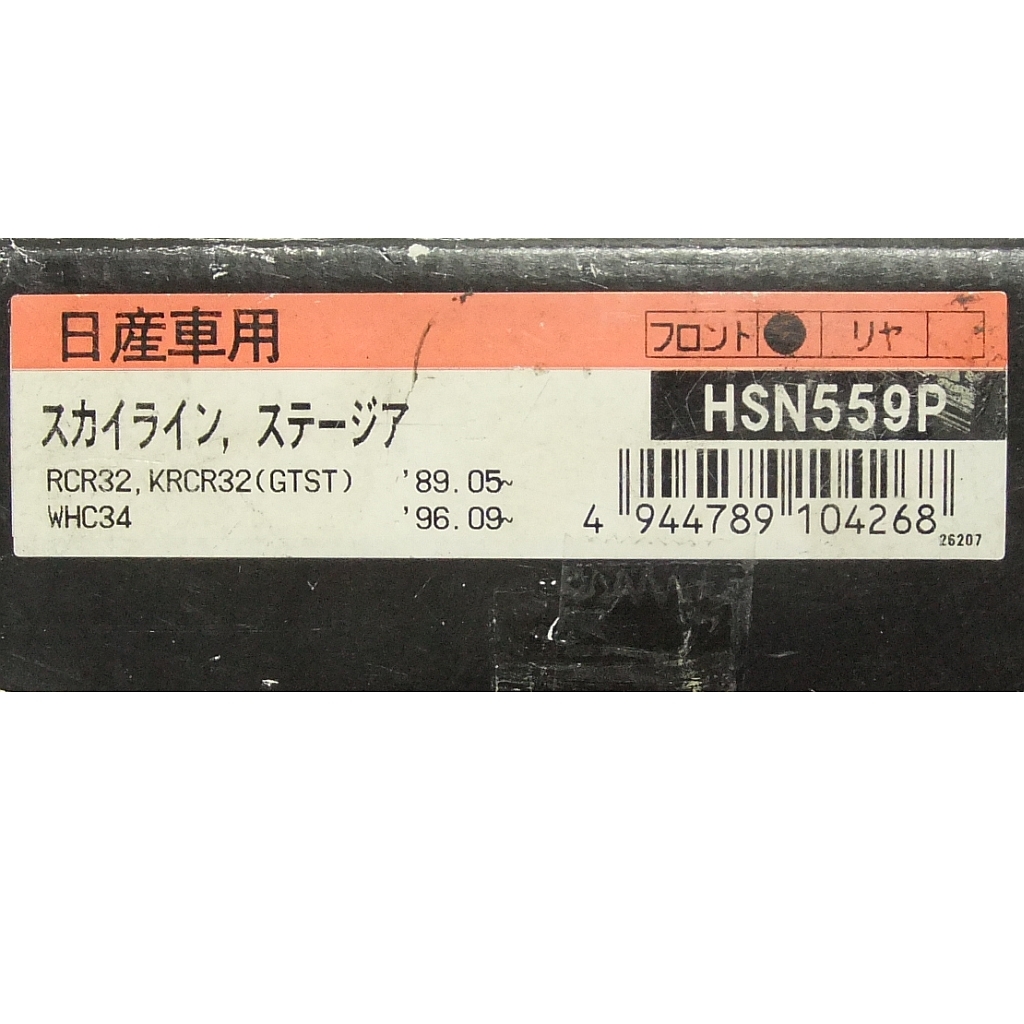 日産車用
フロント ● リヤ
スカイライン, ステージア
HSN559P
RCR32, KRCR32(GTST) '89.05~
WHC34 '96.09~
4 944789 104268
26207